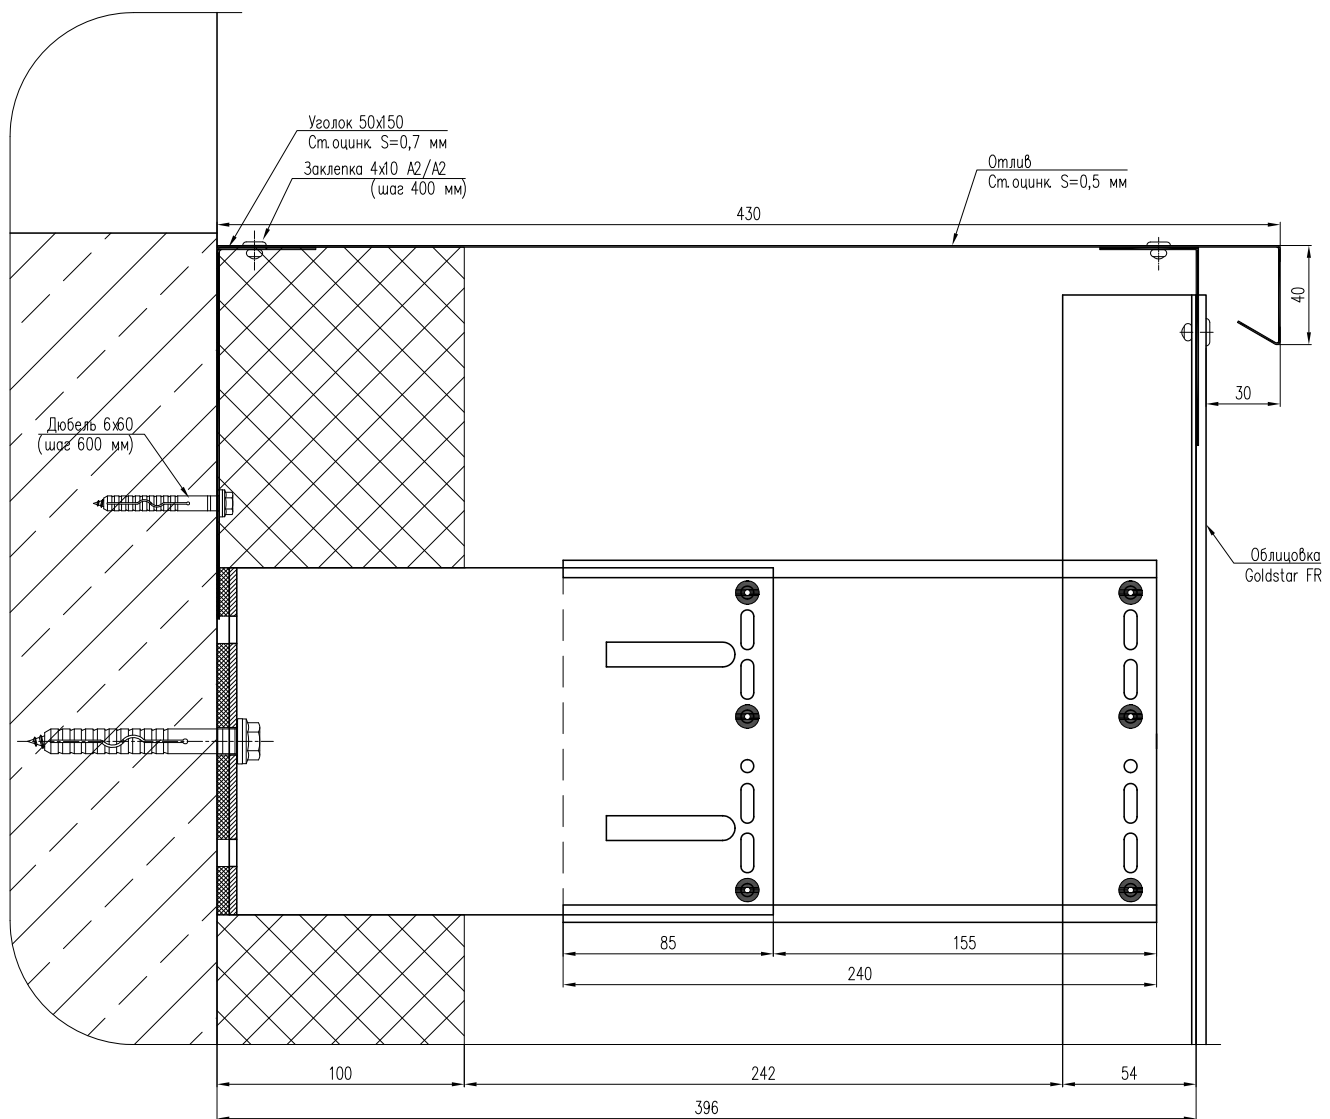 Уголок 50х150
Ст.оцинк. S=0,7 мм
Заклепка 4х10 А2/А2
(шаг 400 мм)
Отлив
Ст.оцинк. S=0,5 мм
430
40
30
Дюбель 6х60
(шаг 600 мм)
Облицовка
Goldstar FR
85
155
240
100
242
54
396